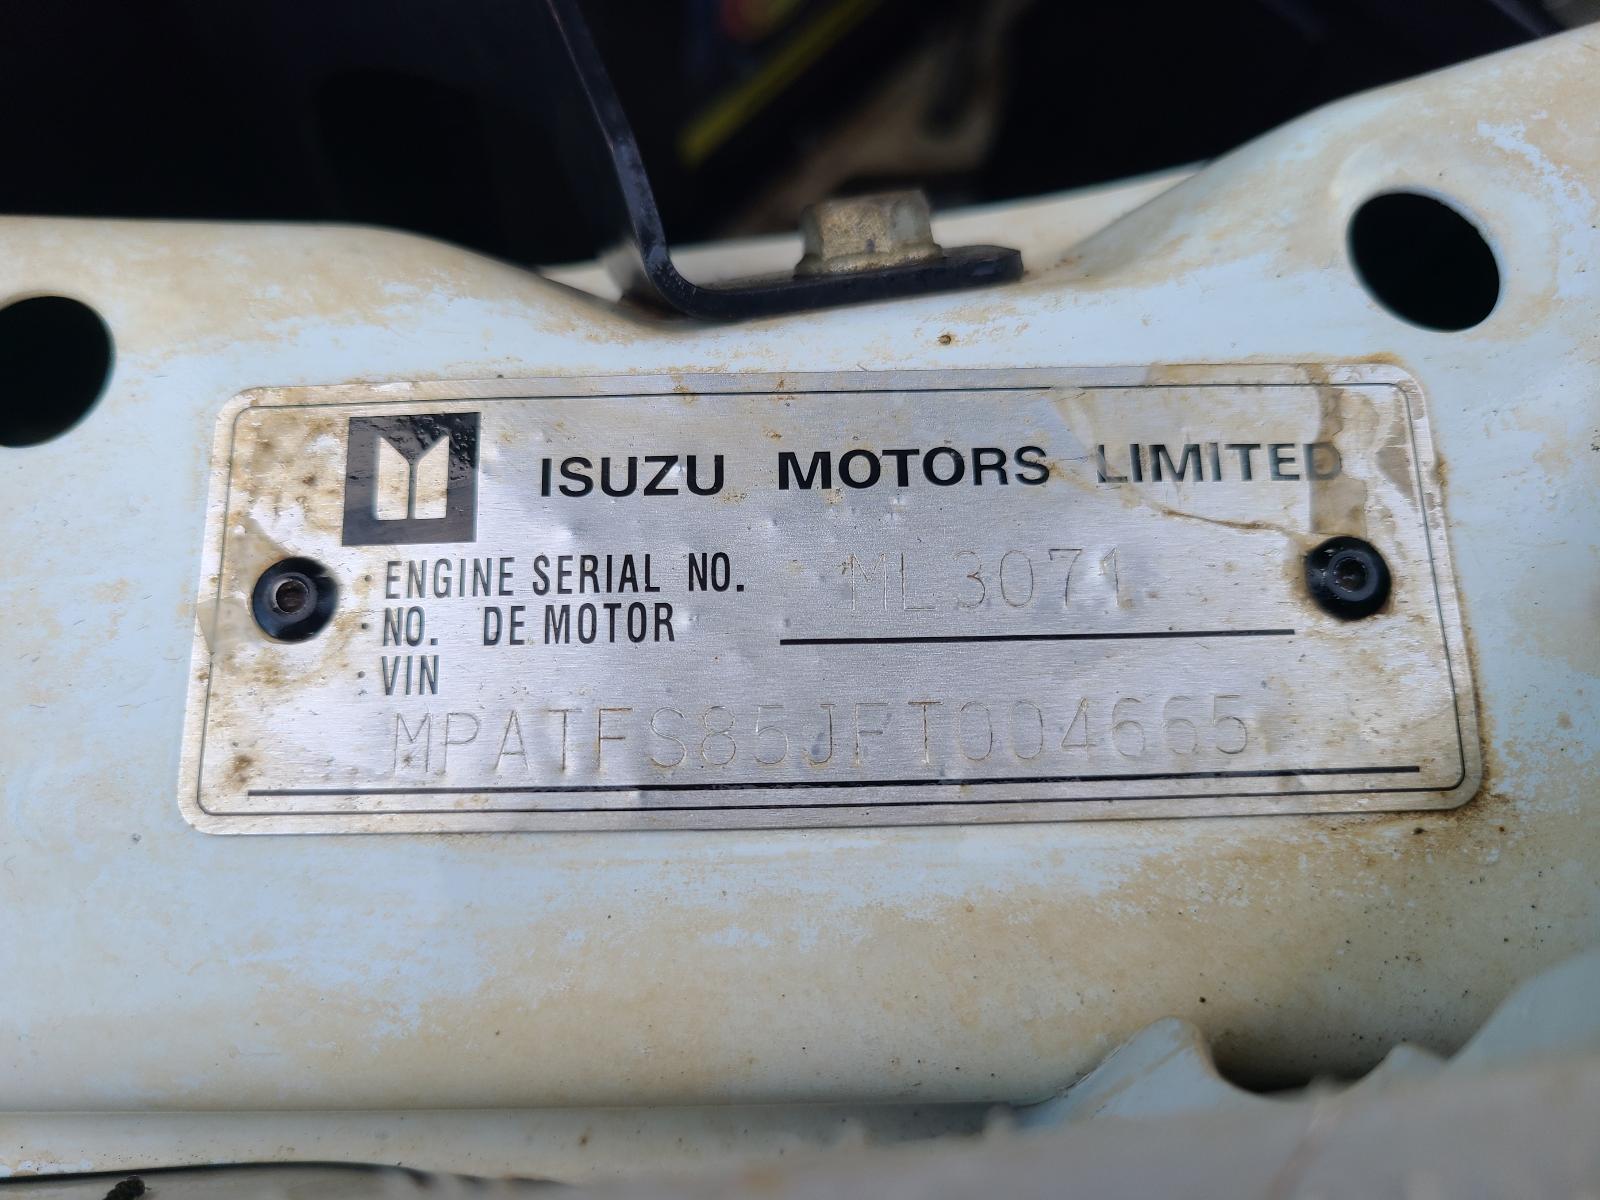 ISUZU MOTORS LIMITED
ENGINE SERIAL NO. ML3071
NO. DE MOTOR
VIN
MPATFS85JFT004665